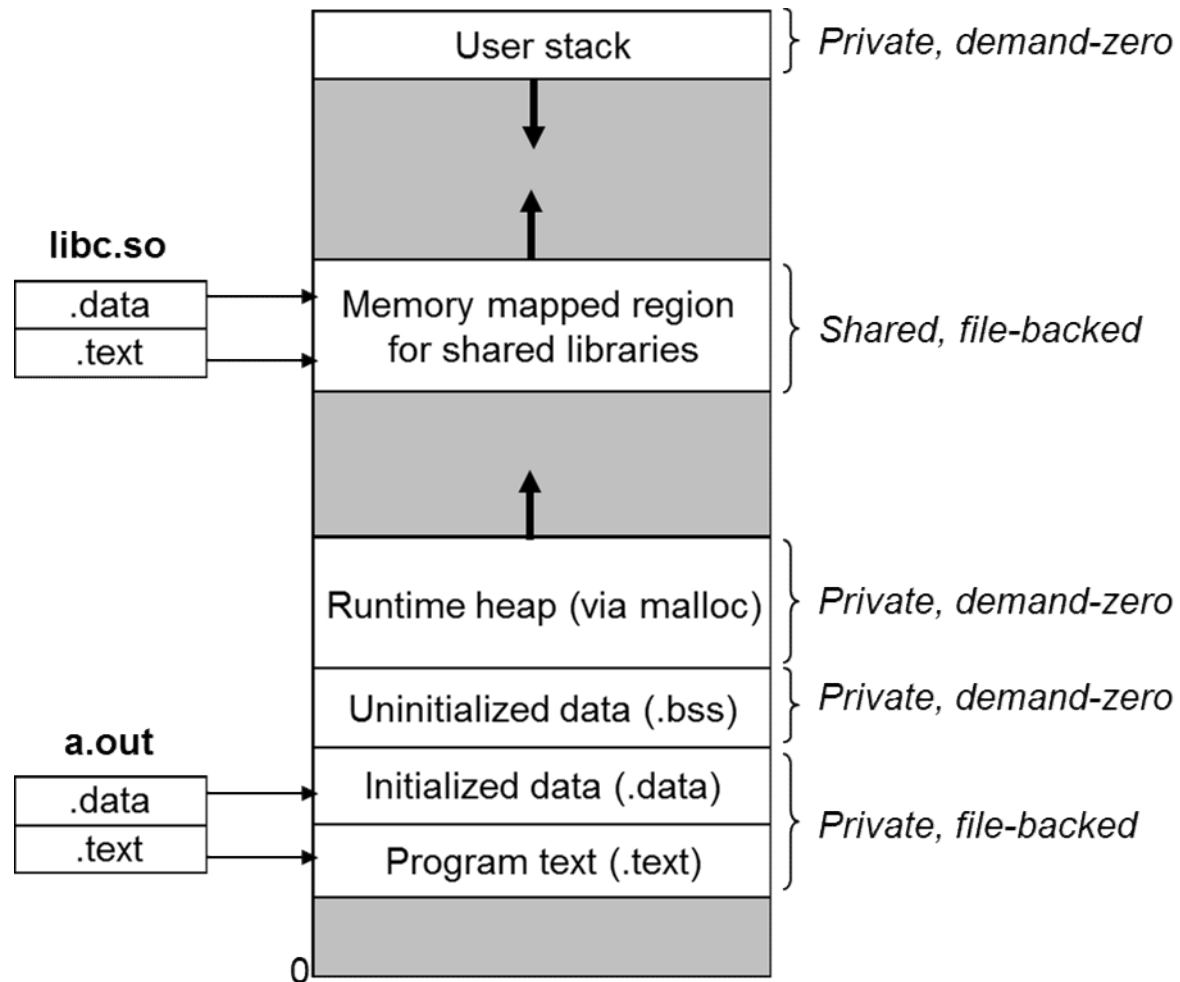 User stack
Private, demand-zero
libc.so
.data
.text
Memory mapped region
for shared libraries
Shared, file-backed
Runtime heap (via malloc)
Private, demand-zero
Uninitialized data (.bss)
Private, demand-zero
a.out
.data
.text
Initialized data (.data)
Program text (.text)
Private, file-backed
0